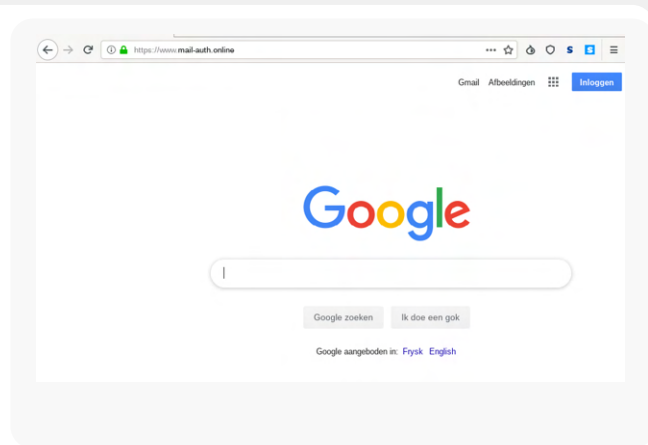 https://www.mail-auth.online
Gmail Afbeeldingen Inloggen
Google
Google zoeken Ik doe een gok
Google aangeboden in: Frysk English